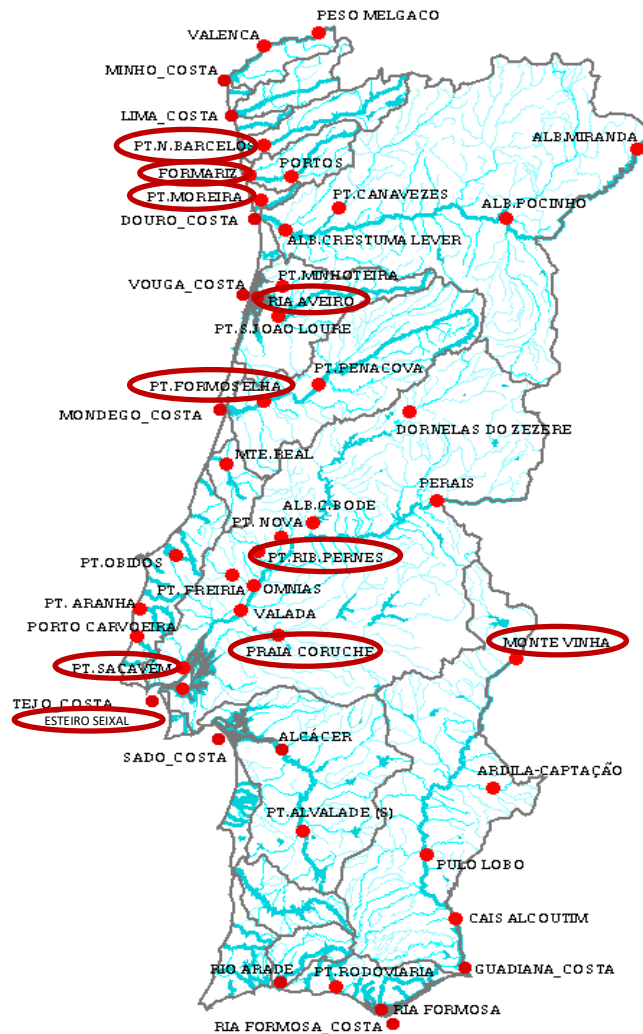 PESO MELGACO
VALENCA
MINHO_COSTA
LIMA_COSTA
ALB.MIRANDA
PT.N.BARCELOS
PORTOS
FORMARIZ
PT.MOREIRA
PT.CANAVEZES
ALB.POCINHO
DOURO_COSTA
ALB.CRESTUMA LEVER
PT.MINHOTEIRA
VOUGA_COSTA
RIA AVEIRO
PT.S.JOAO LOURE
PT.FORMOSELHA
PT.PENACOVA
MONDEGO_COSTA
DORNELAS DO ZEZERE
MTE.REAL
PERAIS
ALB.C.BODE
PT. NOVA
PT.OBIDOS
PT.RIB.PERNES
PT. FREIRIA
OMNIAS
PT. ARANHA
VALADA
PORTO CARVOEIRA
PRAIA CORUCHE
MONTE VINHA
PT.SACAVEM
TEJO_COSTA
ESTEIRO SEIXAL
SADO_COSTA
ALCÁCER
ARDILA-CAPTAÇÃO
PT.ALVALADE (S)
PULO LOBO
CAIS ALCOUTIM
RIO ARADE
PT.RODOVIARIA
GUADIANA_COSTA
RIA FORMOSA
RIA FORMOSA_COSTA